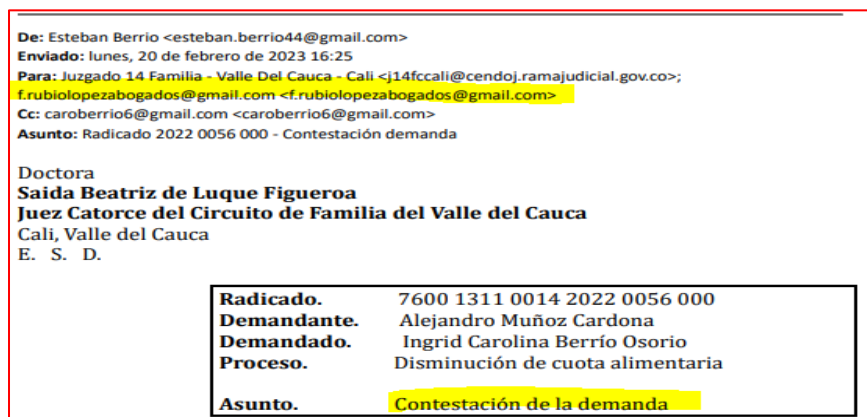 De: Esteban Berrio <esteban.berrio44@gmail.com>
Enviado: lunes, 20 de febrero de 2023 16:25
Para: Juzgado 14 Familia - Valle Del Cauca - Cali <j14fccali@cendoj.ramajudicial.gov.co>;
f.rubiolopezabogados@gmail.com <f.rubiolopezabogados@gmail.com>
Cc: caroberrio6@gmail.com <caroberrio6@gmail.com>
Asunto: Radicado 2022 0056 000 - Contestación demanda
Doctora
Saida Beatriz de Luque Figueroa
Juez Catorce del Circuito de Familia del Valle del Cauca
Cali, Valle del Cauca
E. S. D.
Radicado. 7600 1311 0014 2022 0056 000
Demandante. Alejandro Muñoz Cardona
Demandado. Ingrid Carolina Berrío Osorio
Proceso. Disminución de cuota alimentaria
Asunto. Contestación de la demanda